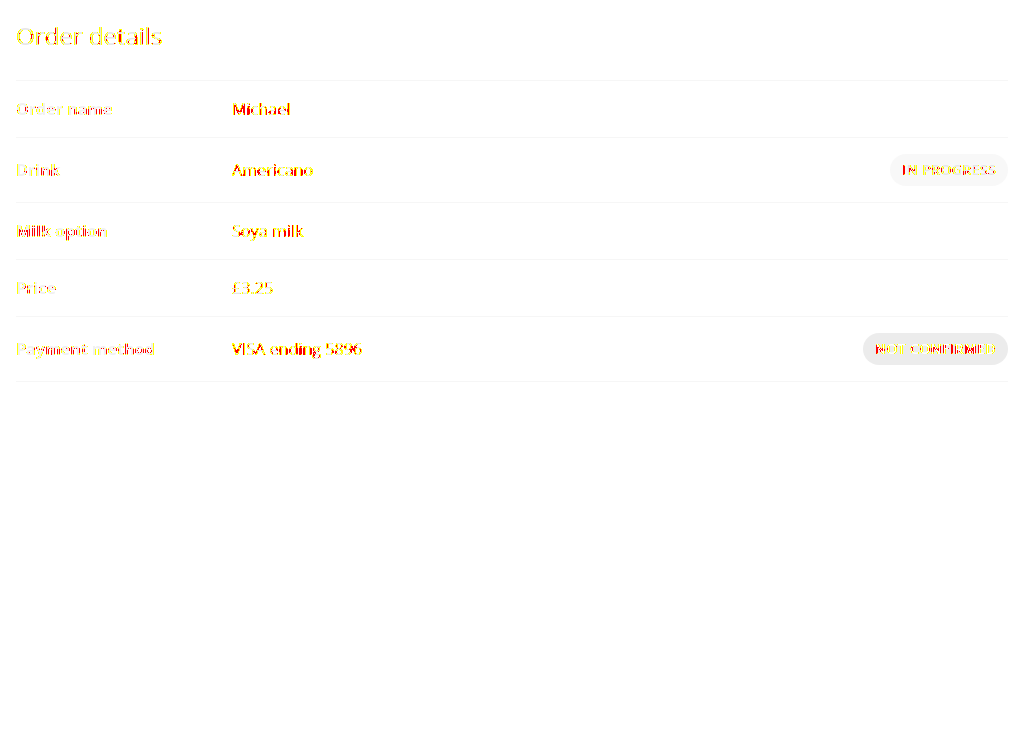 Order details
Order name Michael
Drink Americano IN PROGRESS
Milk option Soya milk
Price £3.25
Payment method VISA ending 5896
NOT CONFIRMED